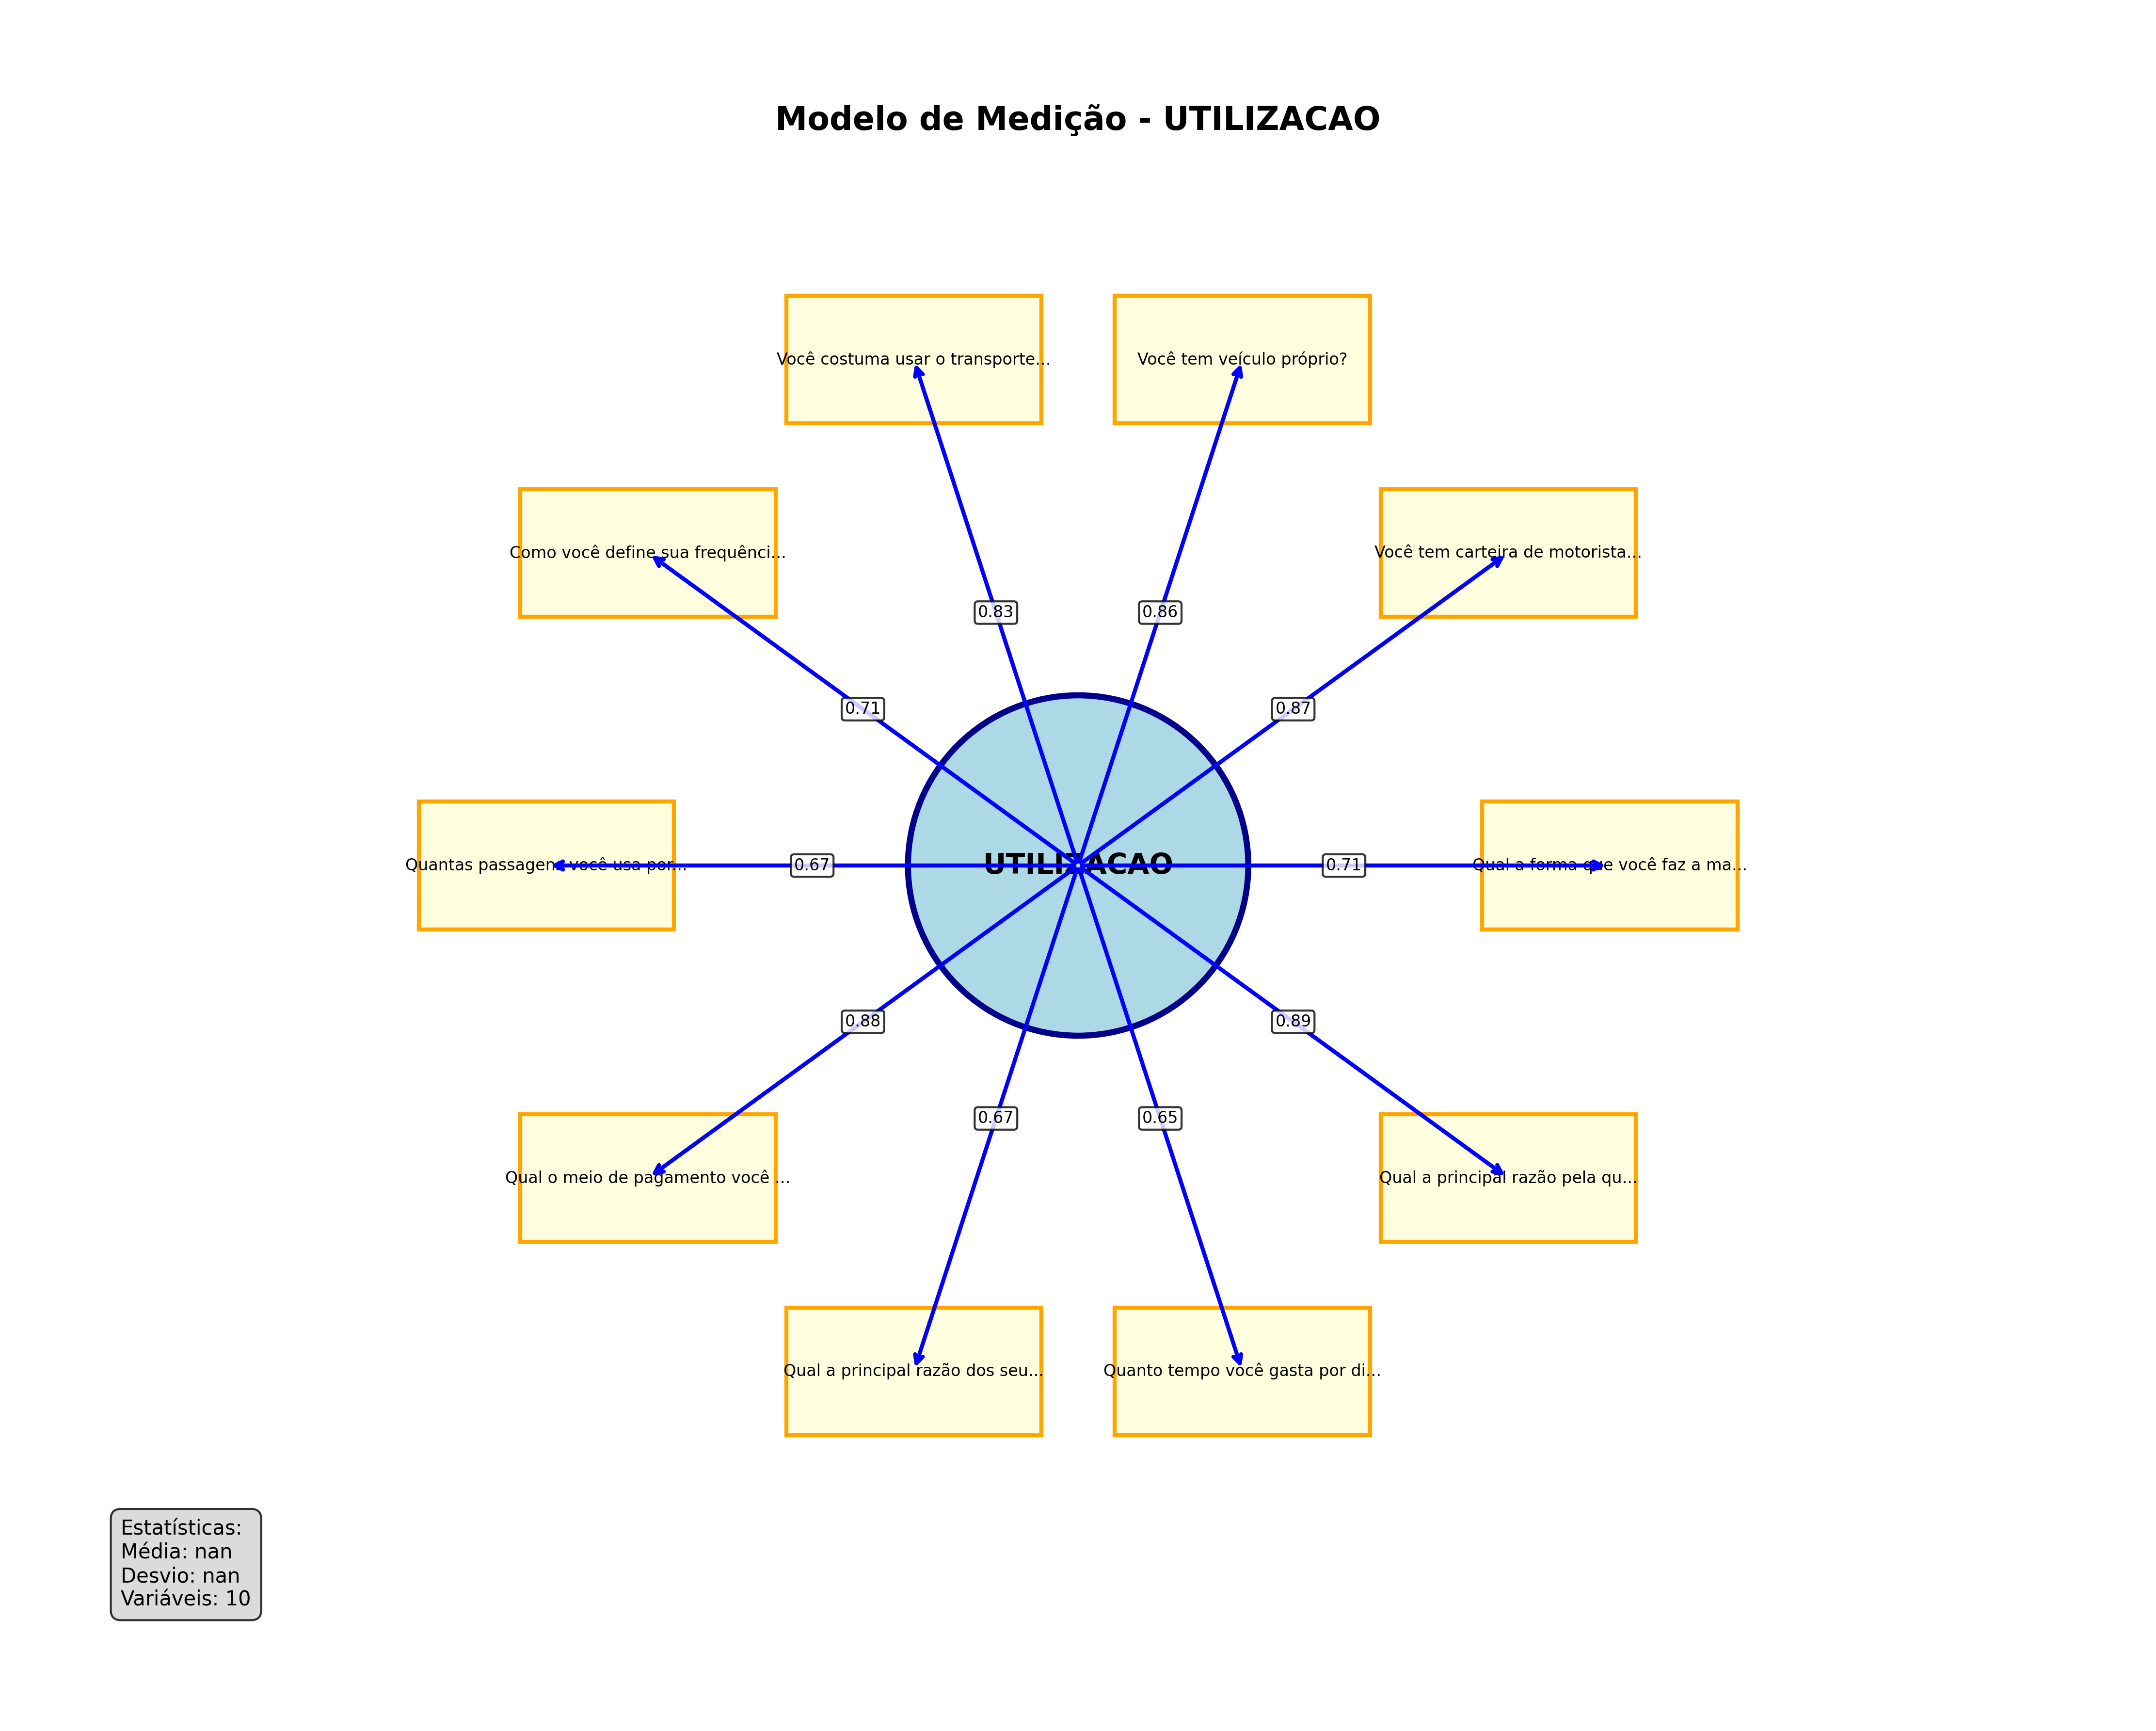 Modelo de Medição - UTILIZACAO
Você costuma usar o transporte...
Você tem veículo próprio?
Como você define sua frequênci...
Você tem carteira de motorista...
0.83
0.86
0.71
0.87
Quantas passagens você usa por...
0.67
UTILIZACAO
0.71
Qual a forma que você faz a ma...
0.88
0.89
0.67
0.65
Qual o meio de pagamento você ...
Qual a principal razão pela qu...
Qual a principal razão dos seu...
Quanto tempo você gasta por di...
Estatísticas:
Média: nan
Desvio: nan
Variáveis: 10